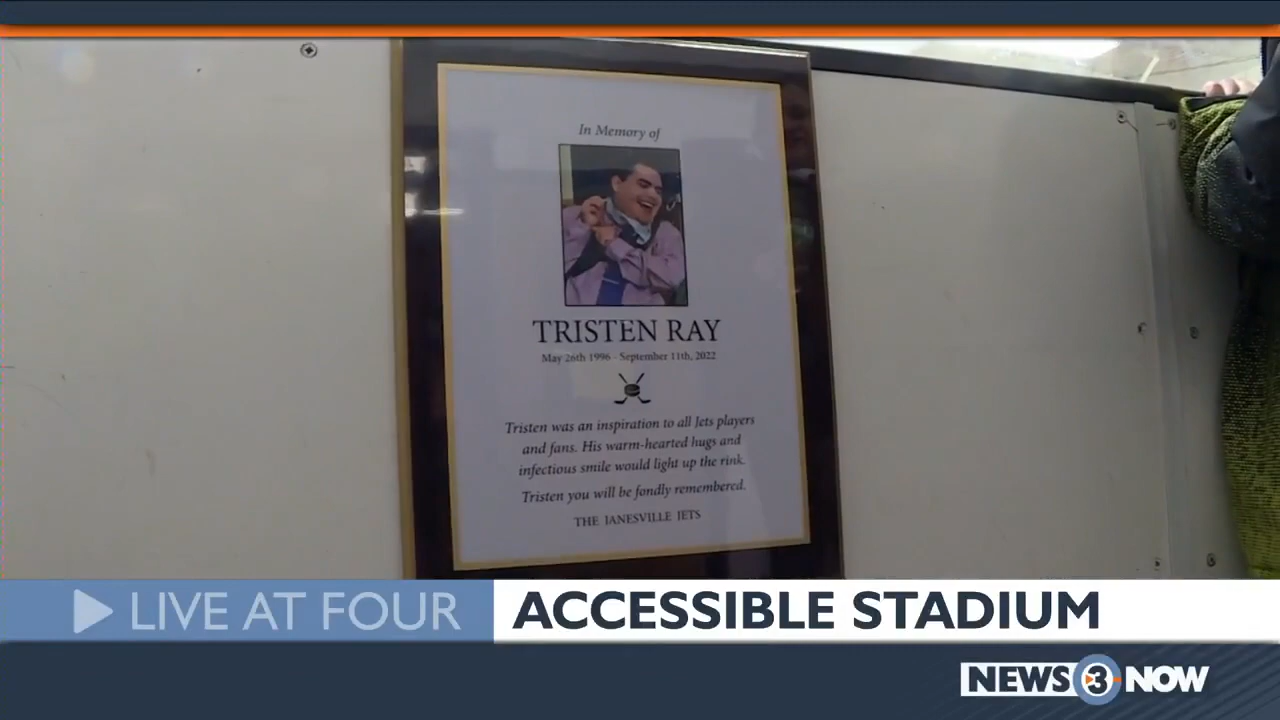 In Memory of
TRISTEN RAY
May 26th 1996 - September 11th, 2022
Tristen was an inspiration to all Jets players
and fans. His warm-hearted hugs and
infectious smile would light up the rink.
Tristen you will be fondly remembered.
THE JANESVILLE JETS
LIVE AT FOUR
ACCESSIBLE STADIUM
NEWS 3 NOW